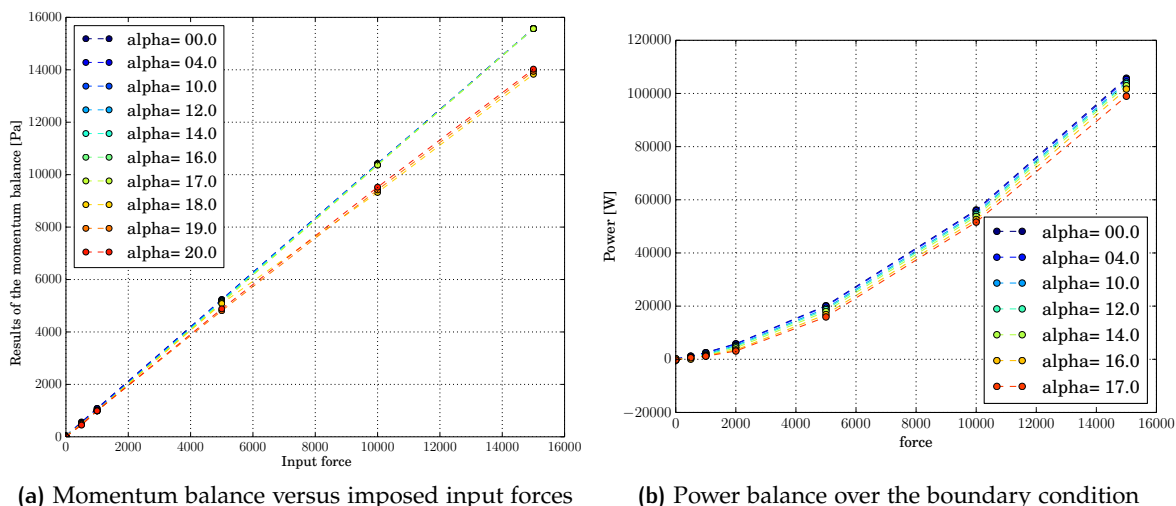 16000
14000
12000
10000
8000
6000
4000
2000
0
Results of the momentum balance [Pa]
alpha= 00.0
alpha= 04.0
alpha= 10.0
alpha= 12.0
alpha= 14.0
alpha= 16.0
alpha= 17.0
alpha= 18.0
alpha= 19.0
alpha= 20.0
0 2000 4000 6000 8000 10000 12000 14000 16000
Input force
(a) Momentum balance versus imposed input forces
120000
100000
80000
60000
40000
20000
0
−20000
Power [W]
alpha= 00.0
alpha= 04.0
alpha= 10.0
alpha= 12.0
alpha= 14.0
alpha= 16.0
alpha= 17.0
0 2000 4000 6000 8000 10000 12000 14000 16000
force
(b) Power balance over the boundary condition